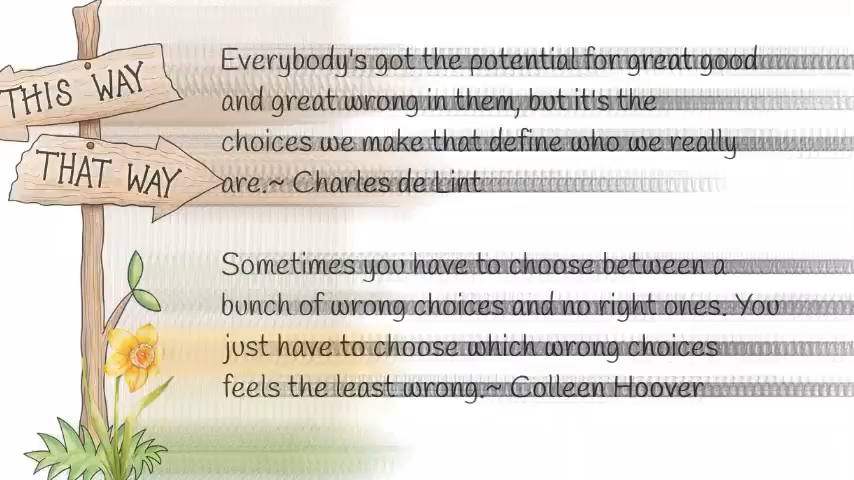 THIS WAY
THAT WAY
Everybody's got the potential for great good
and great wrong in them, but it's the
choices we make that define who we really
are.~ Charles de Lint
Sometimes you have to choose between a
bunch of wrong choices and no right ones. You
just have to choose which wrong choices
feels the least wrong.~ Colleen Hoover